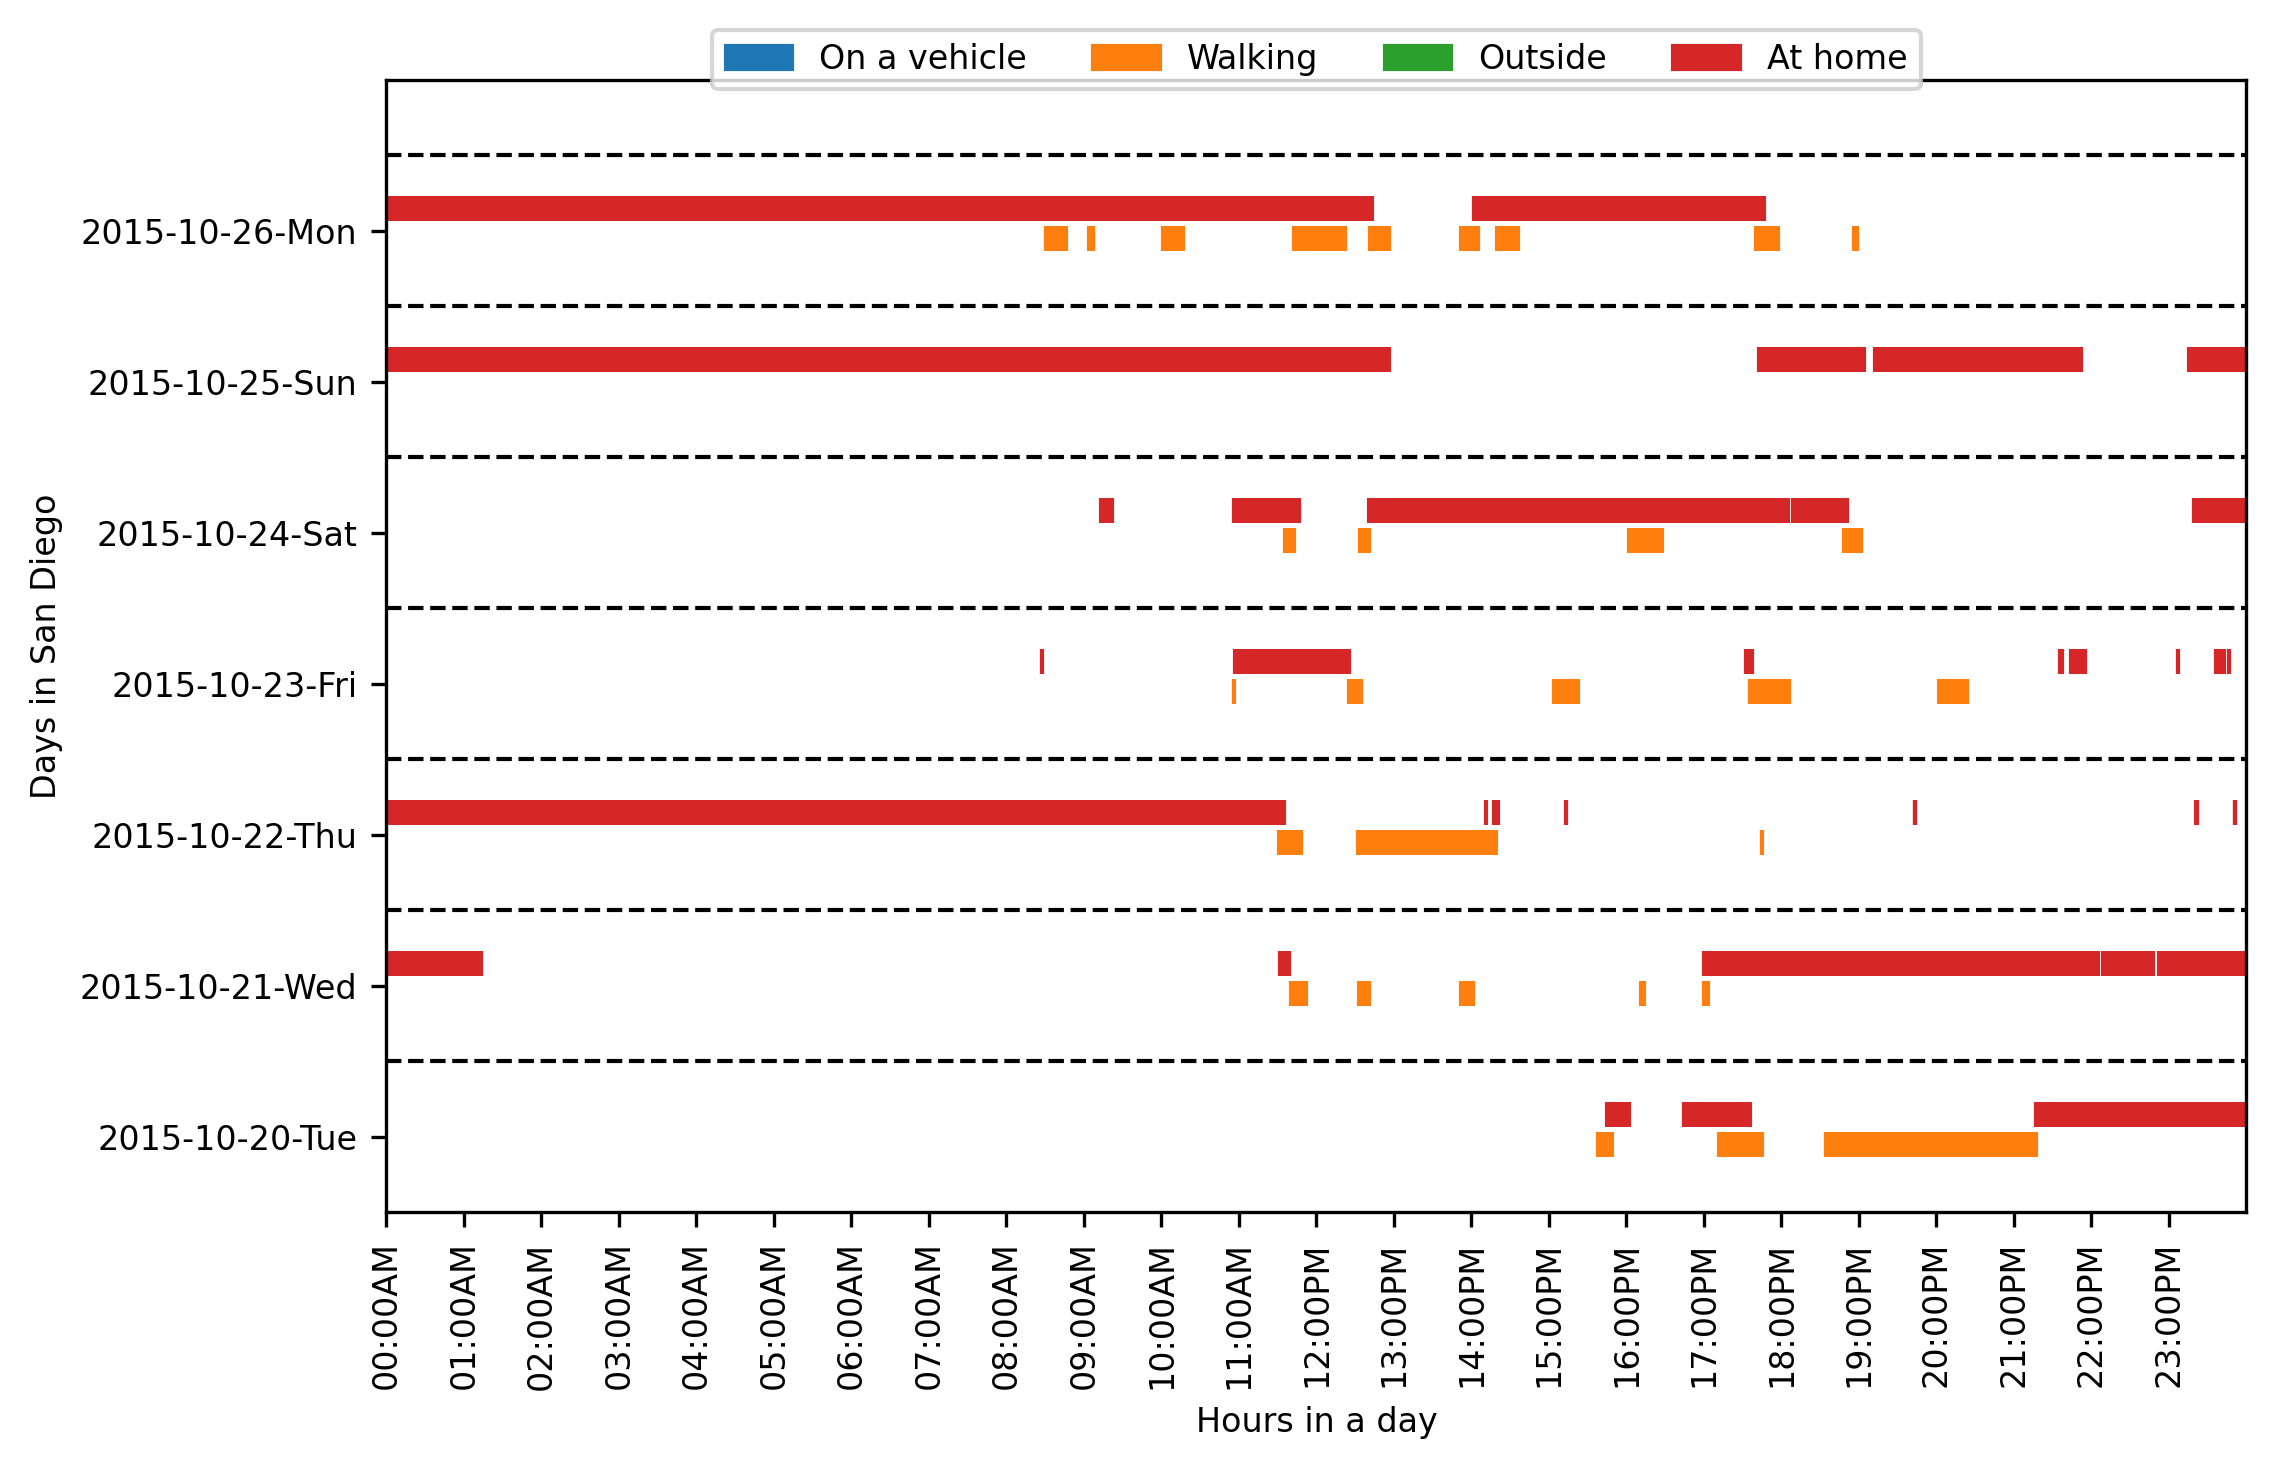 On a vehicle Walking Outside At home
2015-10-26-Mon
2015-10-25-Sun
2015-10-24-Sat
2015-10-23-Fri
2015-10-22-Thu
2015-10-21-Wed
2015-10-20-Tue
Days in San Diego
00:00AM
01:00AM
02:00AM
03:00AM
04:00AM
05:00AM
06:00AM
07:00AM
08:00AM
09:00AM
10:00AM
11:00AM
12:00PM
13:00PM
14:00PM
15:00PM
16:00PM
17:00PM
18:00PM
19:00PM
20:00PM
21:00PM
22:00PM
23:00PM
Hours in a day